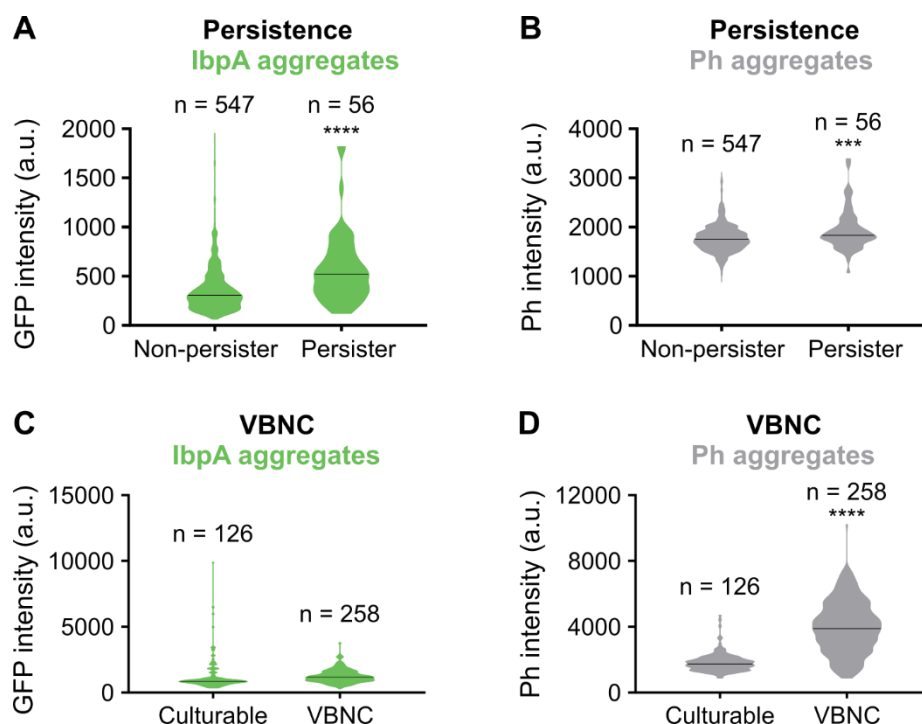 A
Persistence
IbpA aggregates
n = 547
n = 56
****
GFP intensity (a.u.)
2000
1500
1000
500
0
Non-persister
Persister
B
Persistence
Ph aggregates
n = 547
n = 56
***
Ph intensity (a.u.)
4000
3000
2000
1000
0
Non-persister
Persister
C
VBNC
IbpA aggregates
n = 126
n = 258
GFP intensity (a.u.)
15000
10000
5000
0
Culturable
VBNC
D
VBNC
Ph aggregates
n = 126
n = 258
****
Ph intensity (a.u.)
12000
8000
4000
0
Culturable
VBNC